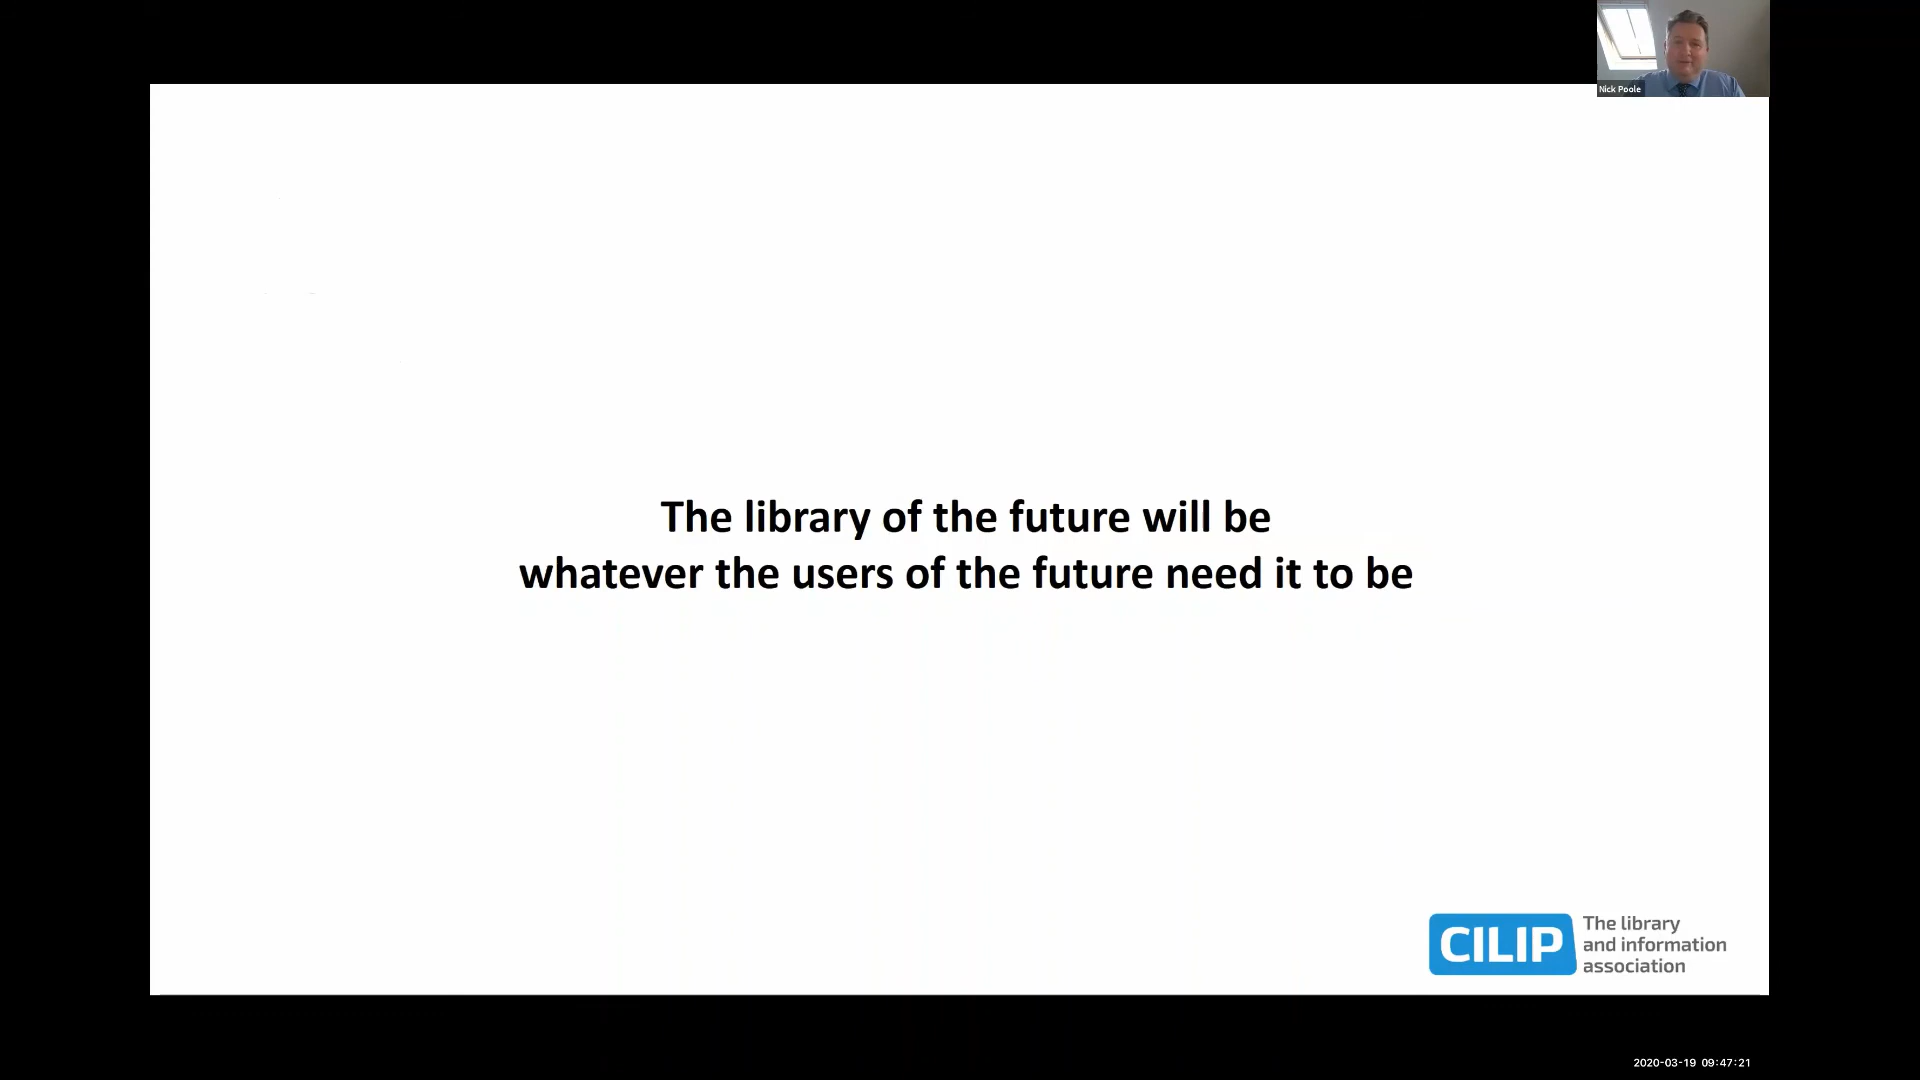 Nick Poole
The library of the future will be
whatever the users of the future need it to be
CILIP
The library
and information
association
2020-03-19 09:47:21